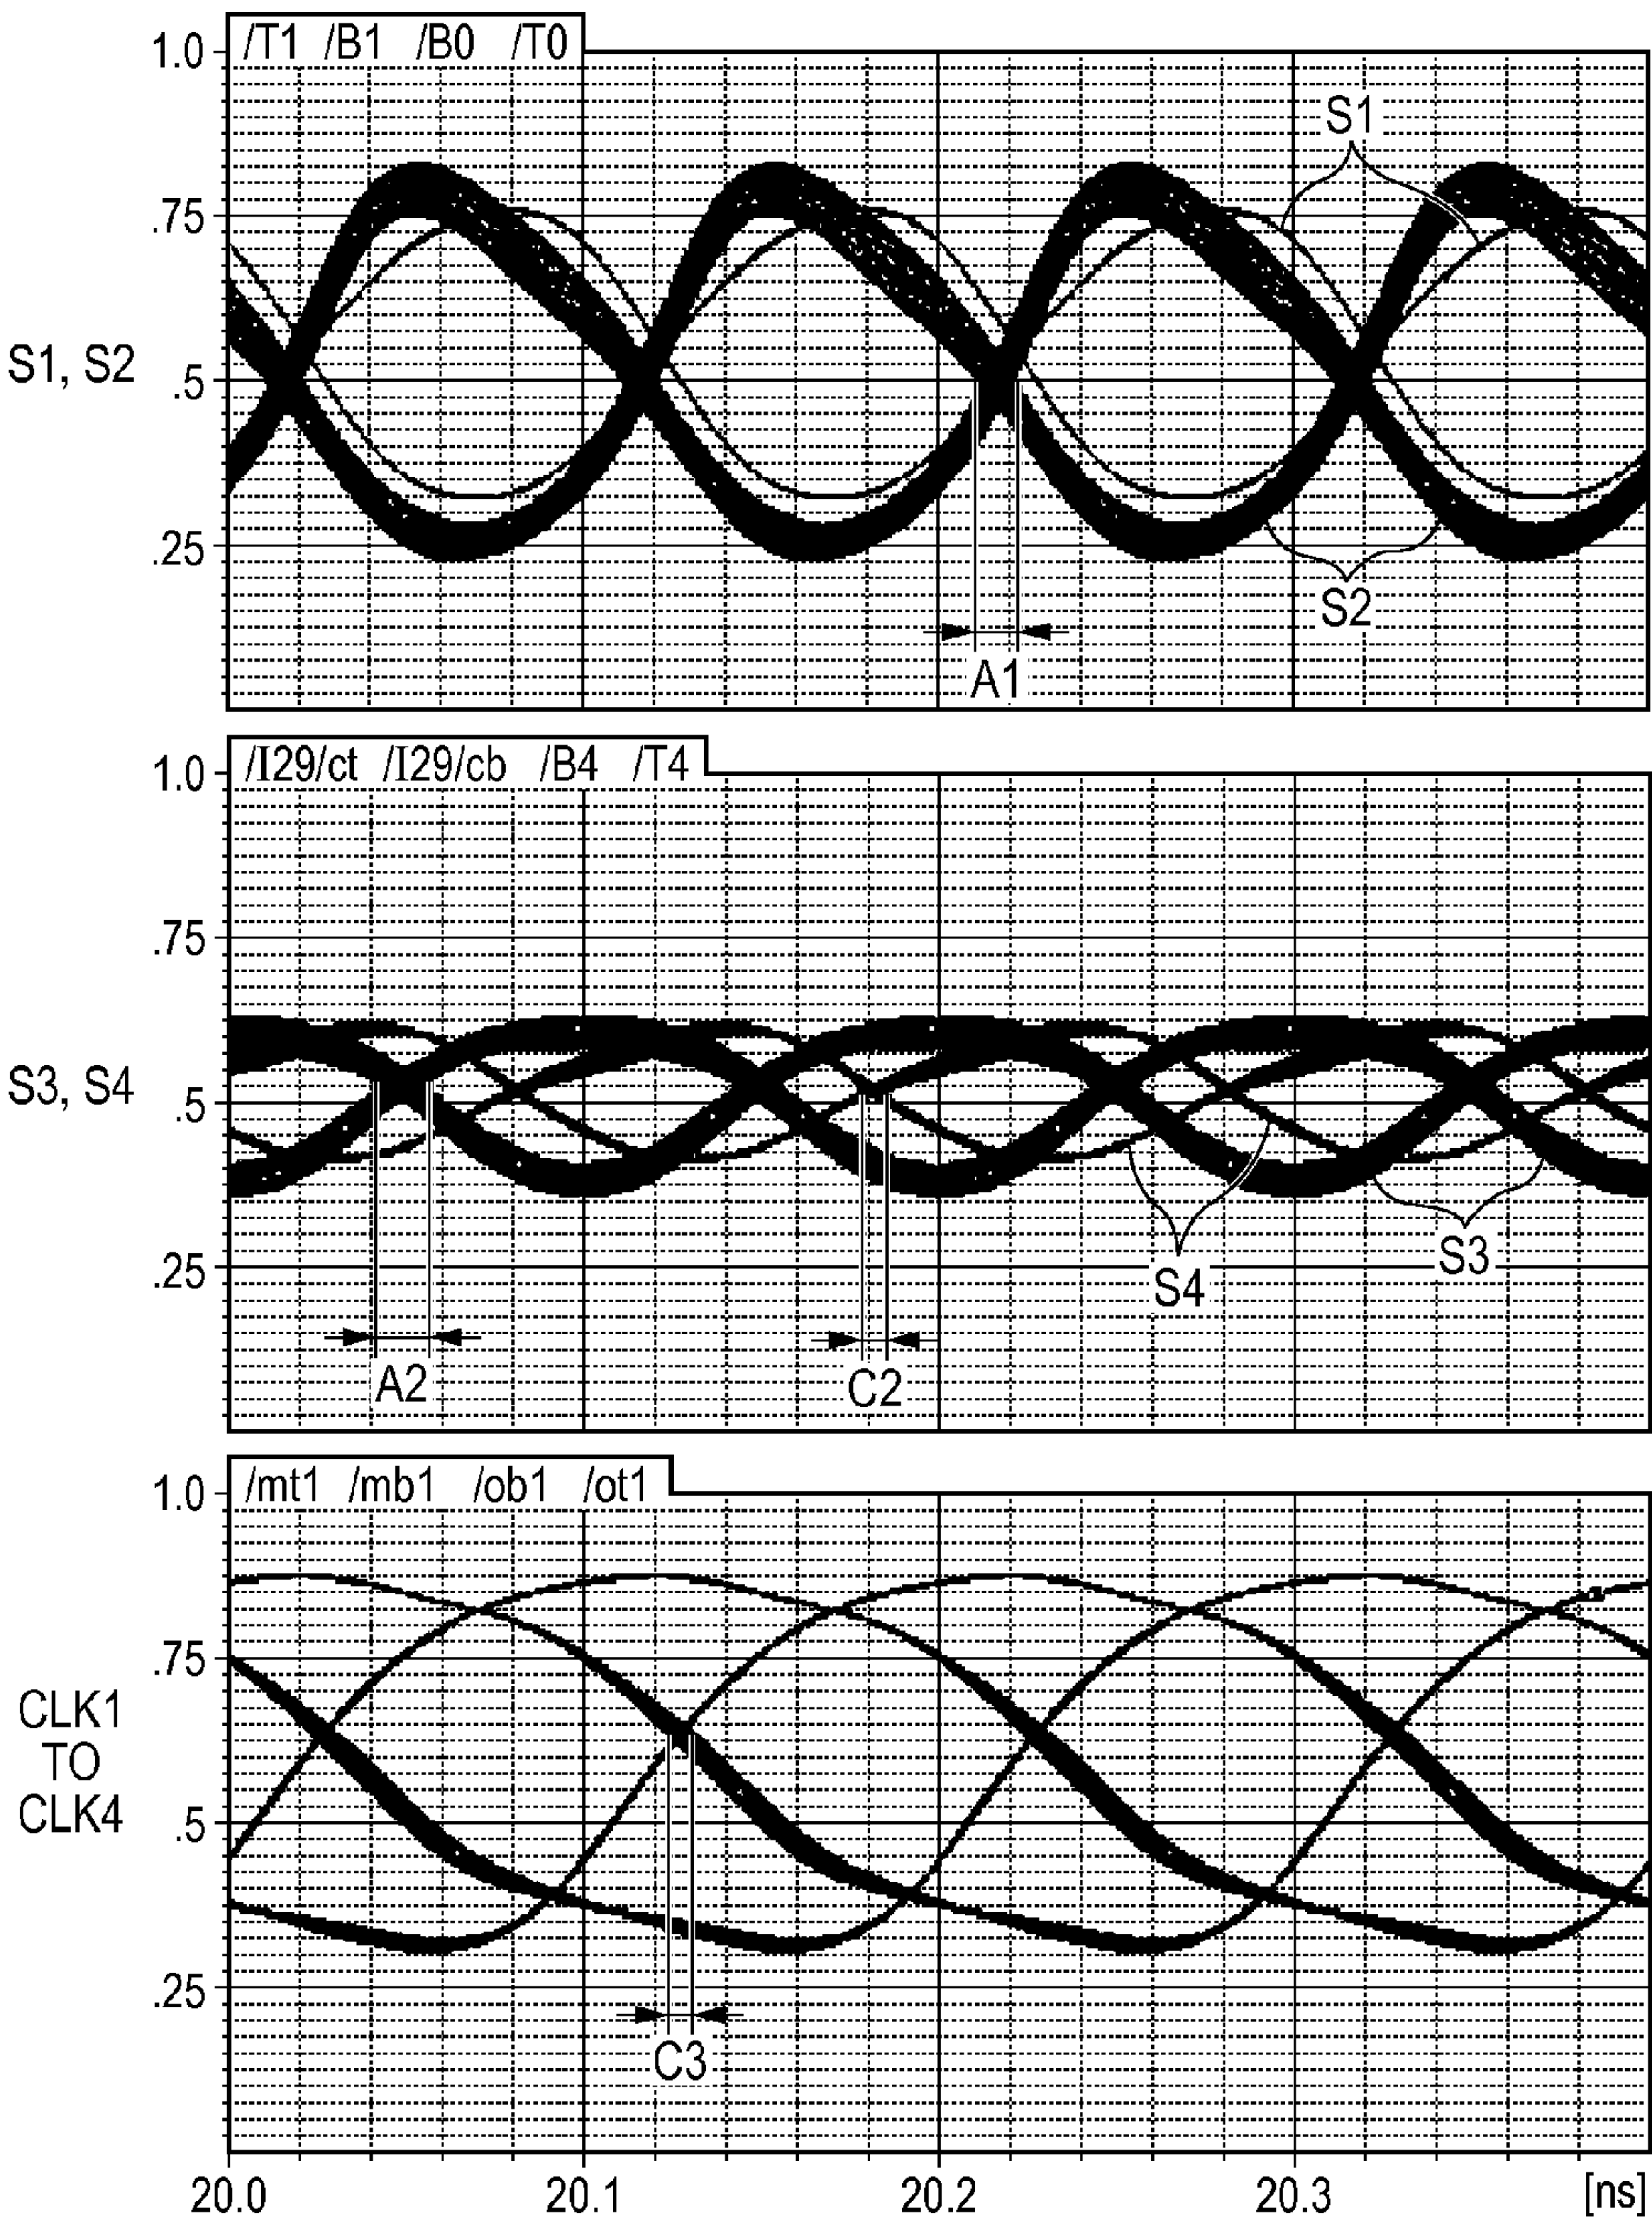 /T1 /B1 /B0 /T0
1.0
S1
.75
S1, S2
.5
.25
S2
A1
/I29/ct /I29/cb /B4 /T4
1.0
.75
S3, S4
.5
.25
S4
S3
A2
C2
/mt1 /mb1 /ob1 /ot1
1.0
.75
CLK1
TO
CLK4
.5
.25
C3
20.0 20.1 20.2 20.3 [ns]